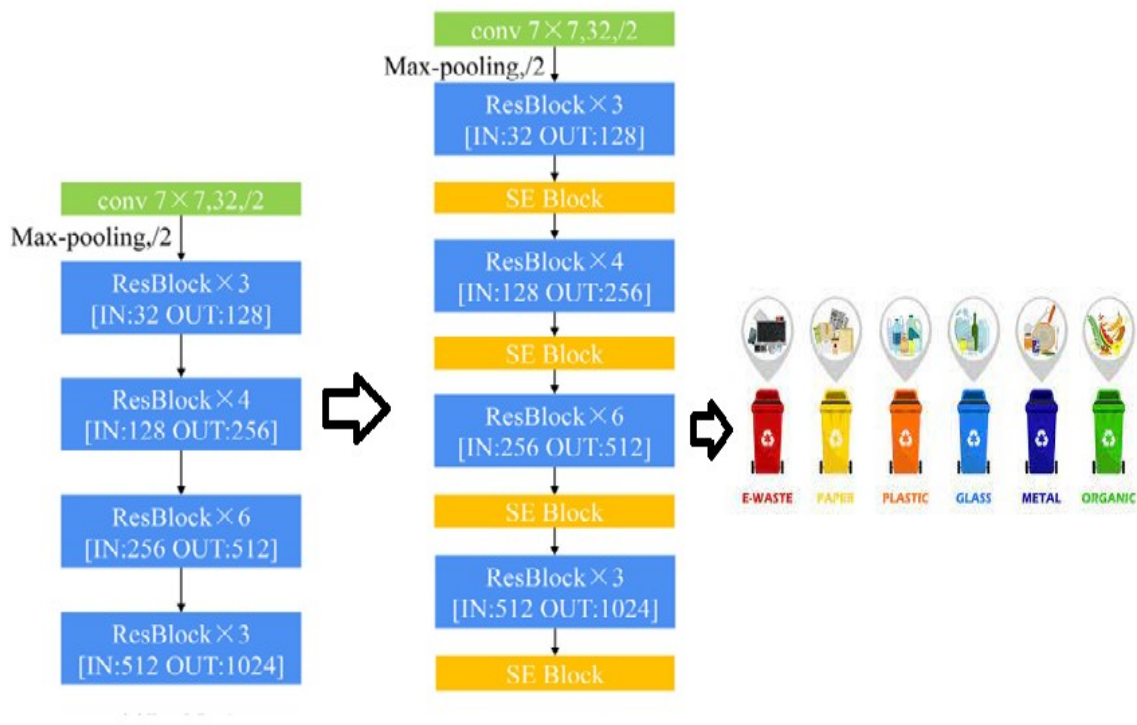 conv 7×7,32,/2
Max-pooling,/2
ResBlock×3
[IN:32 OUT:128]
ResBlock×4
[IN:128 OUT:256]
ResBlock×6
[IN:256 OUT:512]
ResBlock×3
[IN:512 OUT:1024]
conv 7×7,32,/2
Max-pooling,/2
ResBlock×3
[IN:32 OUT:128]
SE Block
ResBlock×4
[IN:128 OUT:256]
SE Block
ResBlock×6
[IN:256 OUT:512]
SE Block
ResBlock×3
[IN:512 OUT:1024]
SE Block
E-WASTE PAPER PLASTIC GLASS METAL ORGANIC